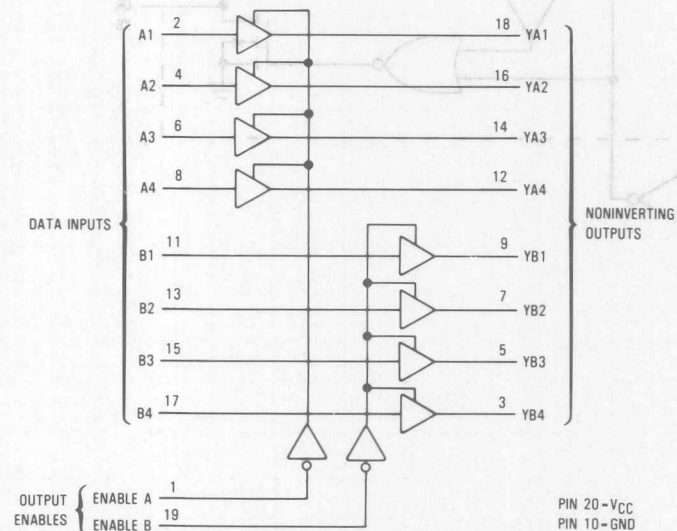 A1 2 18 YA1
A2 4 16 YA2
A3 6 14 YA3
A4 8 12 YA4
DATA INPUTS
NONINVERTING
OUTPUTS
B1 11 9 YB1
B2 13 7 YB2
B3 15 5 YB3
B4 17 3 YB4
OUTPUT
ENABLES
ENABLE A 1
ENABLE B 19
PIN 20 = VCC
PIN 10 = GND